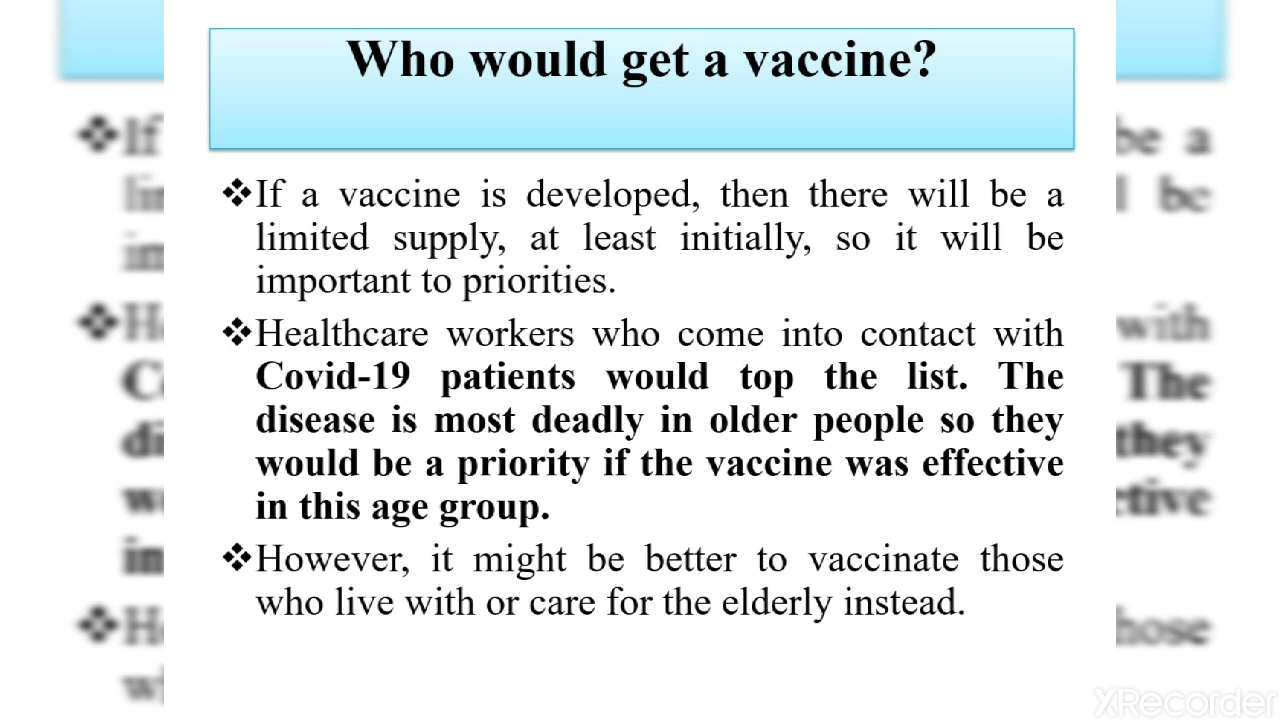 Who would get a vaccine?
❖If a vaccine is developed, then there will be a
limited supply, at least initially, so it will be
important to priorities.
❖Healthcare workers who come into contact with
Covid-19 patients would top the list. The
disease is most deadly in older people so they
would be a priority if the vaccine was effective
in this age group.
❖However, it might be better to vaccinate those
who live with or care for the elderly instead.
XRecorder